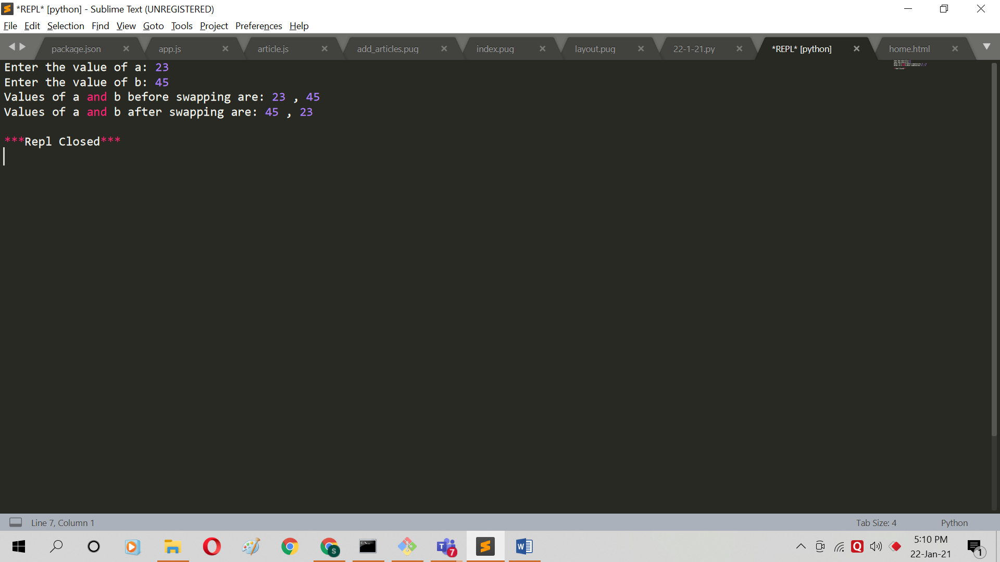 *REPL* [python] - Sublime Text (UNREGISTERED)
File Edit Selection Find View Goto Tools Project Preferences Help
package.json app.js article.js add_articles.pug index.pug layout.pug 22-1-21.py *REPL* [python] home.html
Enter the value of a: 23
Enter the value of b: 45
Values of a and b before swapping are: 23 , 45
Values of a and b after swapping are: 45 , 23
***Repl Closed***
Line 7, Column 1 Tab Size: 4 Python
5:10 PM
22-Jan-21
S
T 7
W
Q
1